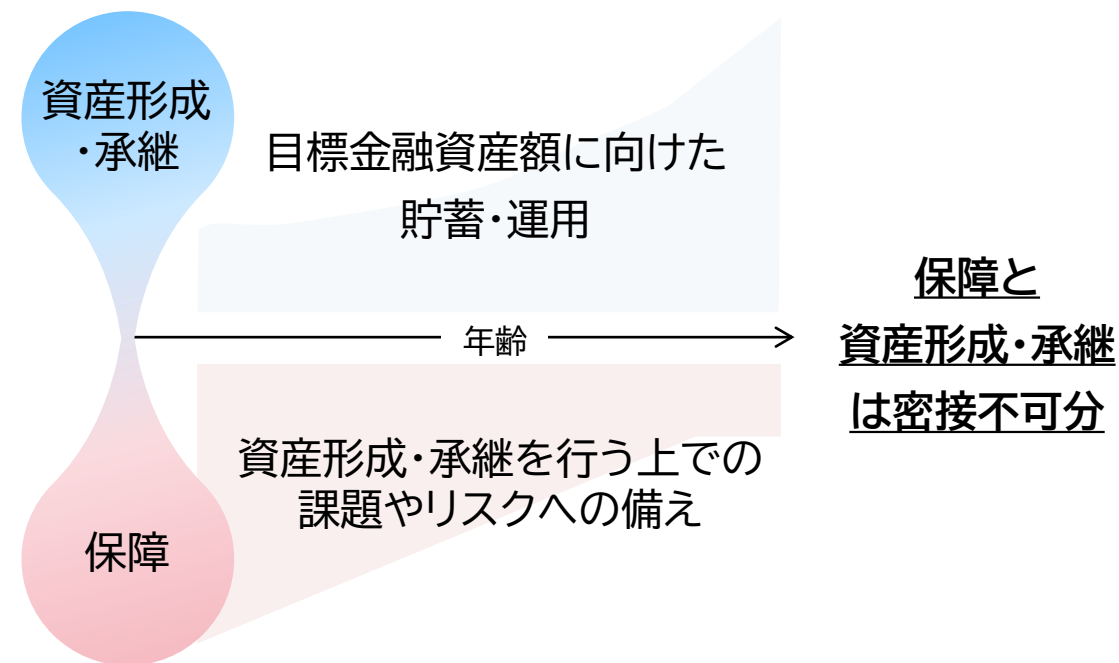 資産形成
・承継
目標金融資産額に向けた
貯蓄・運用
年齢
保障と
資産形成・承継
は密接不可分
資産形成・承継を行う上での
課題やリスクへの備え
保障